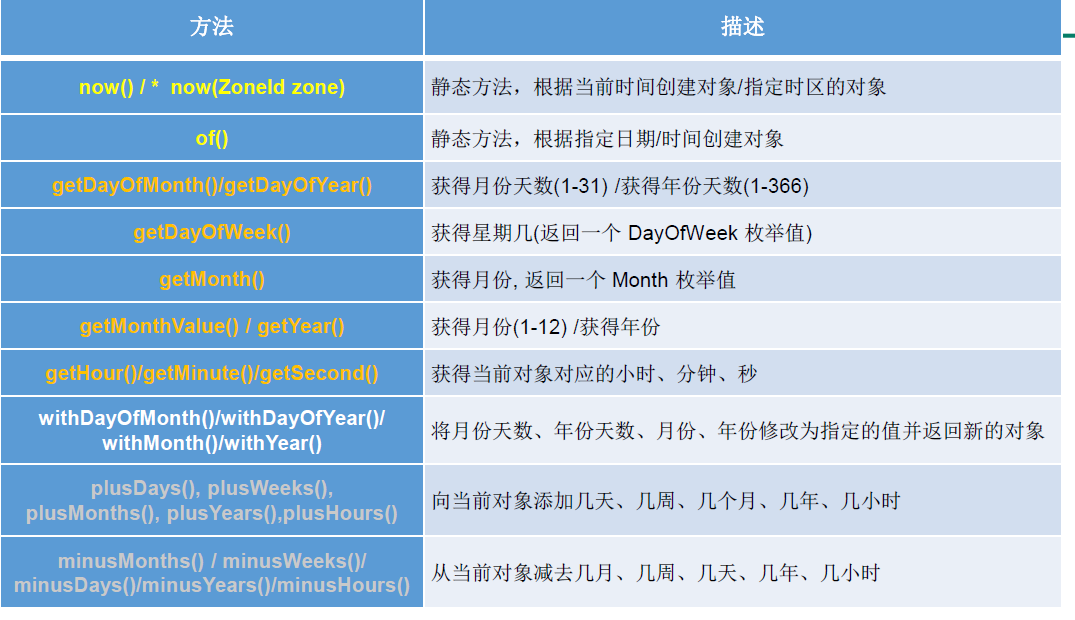 方法
描述
now() / * now(ZoneId zone)
静态方法，根据当前时间创建对象/指定时区的对象
of()
静态方法，根据指定日期/时间创建对象
getDayOfMonth()/getDayOfYear()
获得月份天数(1-31) /获得年份天数(1-366)
getDayOfWeek()
获得星期几(返回一个 DayOfWeek 枚举值)
getMonth()
获得月份, 返回一个 Month 枚举值
getMonthValue() / getYear()
获得月份(1-12) /获得年份
getHour()/getMinute()/getSecond()
获得当前对象对应的小时、分钟、秒
withDayOfMonth()/withDayOfYear()/
withMonth()/withYear()
将月份天数、年份天数、月份、年份修改为指定的值并返回新的对象
plusDays(), plusWeeks(),
plusMonths(), plusYears(),plusHours()
向当前对象添加几天、几周、几个月、几年、几小时
minusMonths() / minusWeeks()/
minusDays()/minusYears()/minusHours()
从当前对象减去几月、几周、几天、几年、几小时